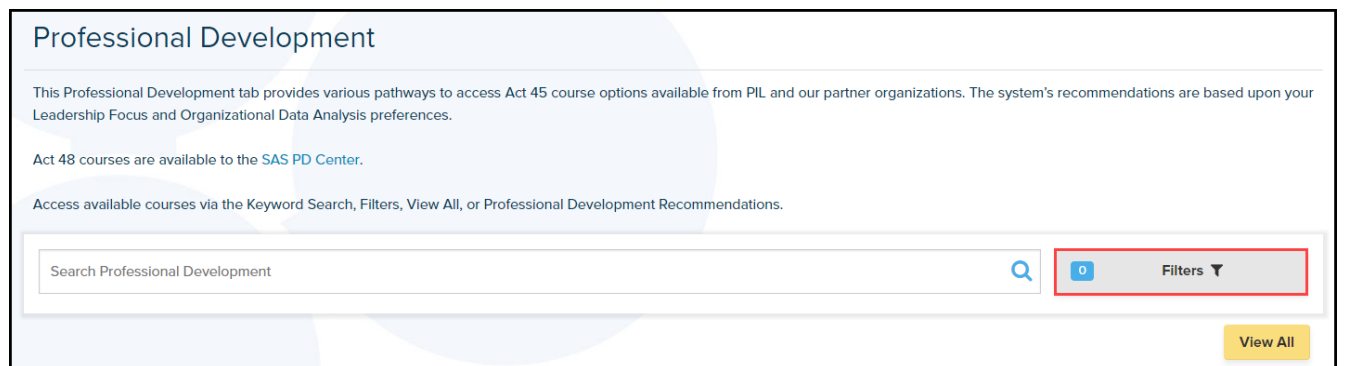 Professional Development
This Professional Development tab provides various pathways to access Act 45 course options available from PIL and our partner organizations. The system's recommendations are based upon your
Leadership Focus and Organizational Data Analysis preferences.
Act 48 courses are available to the SAS PD Center.
Access available courses via the Keyword Search, Filters, View All, or Professional Development Recommendations.
Search Professional Development
0 Filters
View All